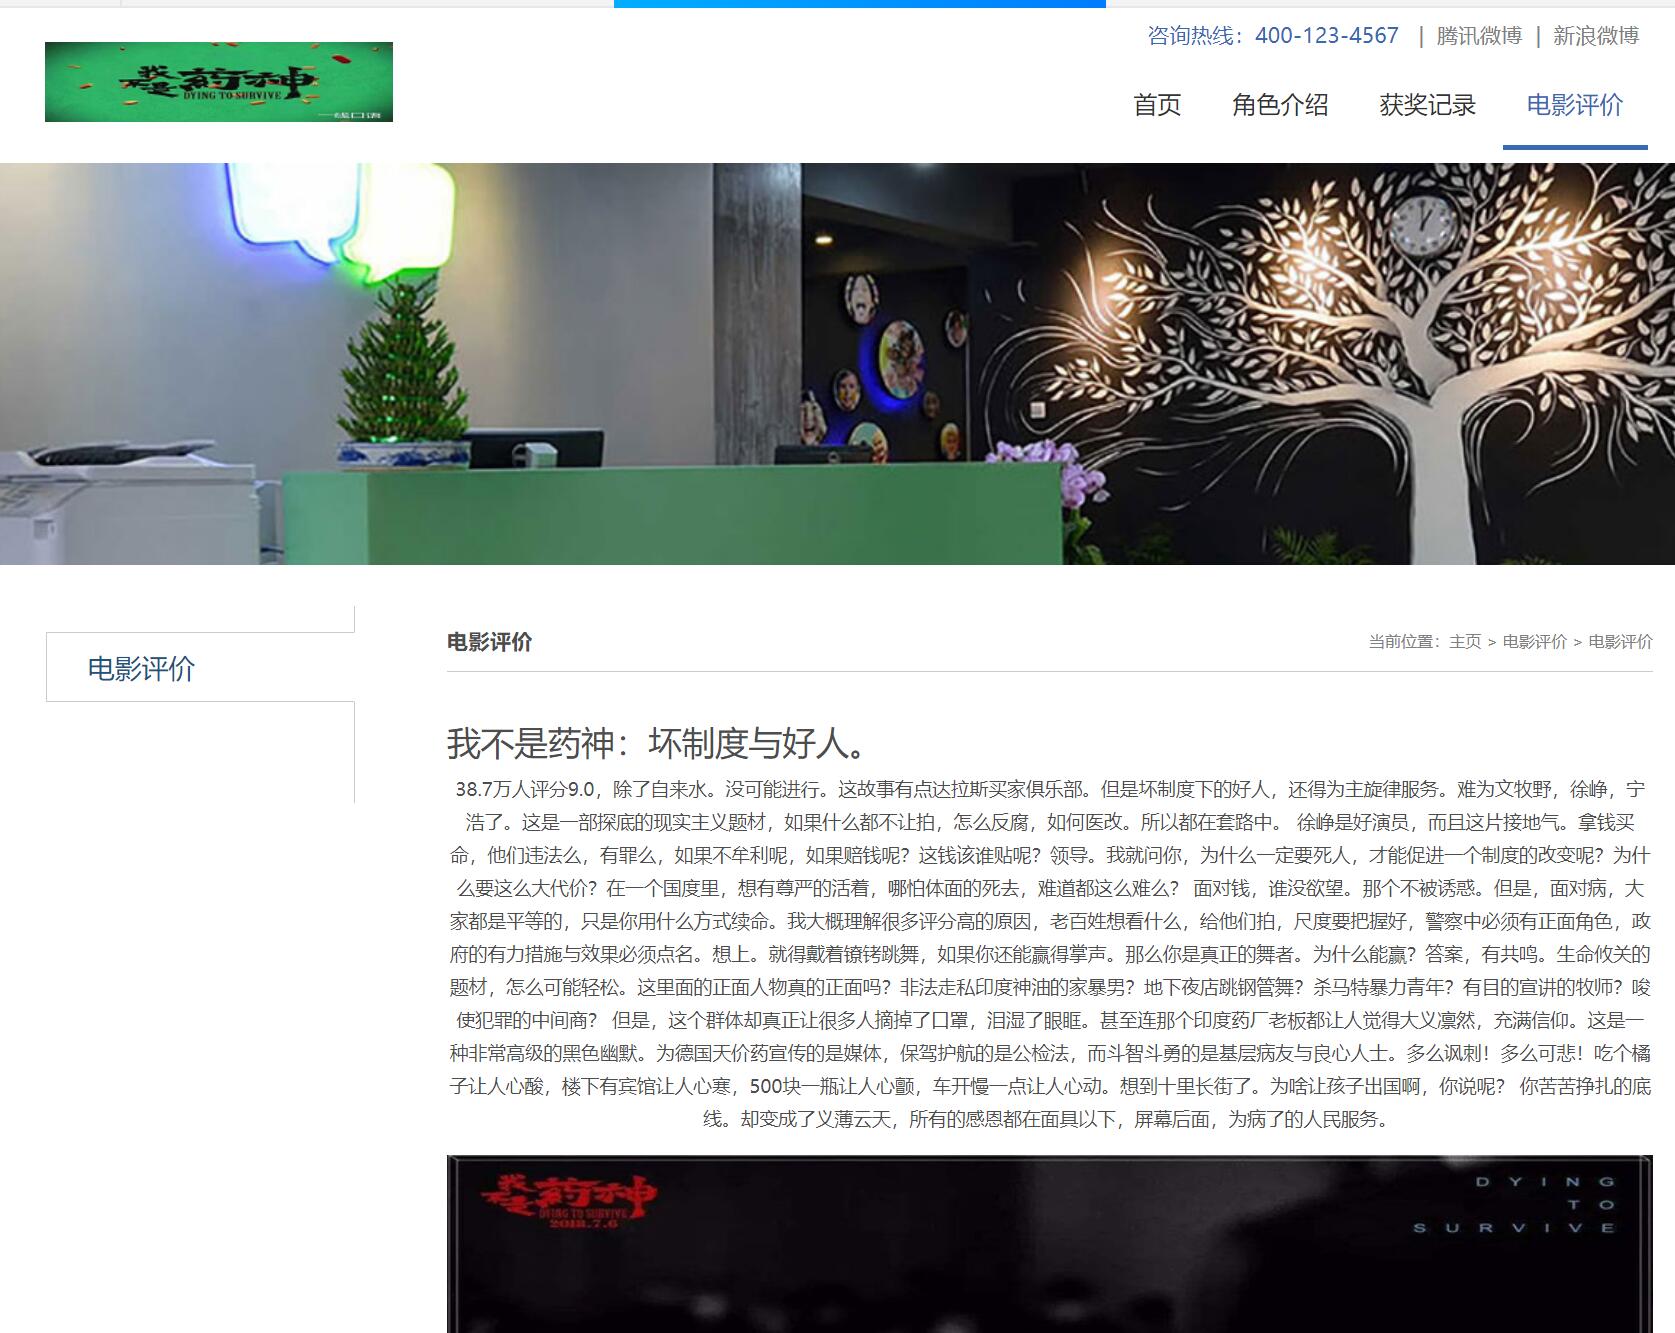 咨询热线：400-123-4567 | 腾讯微博 | 新浪微博
我不是药神
DYING TO SURVIVE
一线口语
首页 角色介绍 获奖记录 电影评价
电影评价
电影评价
当前位置：主页 > 电影评价 > 电影评价
我不是药神：坏制度与好人。
38.7万人评分9.0，除了自来水。没可能进行。这故事有点达拉斯买家俱乐部。但是坏制度下的好人，还得为主旋律服务。难为文牧野，徐峥，宁
浩了。这是一部探底的现实主义题材，如果什么都不让拍，怎么反腐，如何医改。所以都在套路中。 徐峥是好演员，而且这片接地气。拿钱买
命，他们违法么，有罪么，如果不牟利呢，如果赔钱呢？这钱该谁贴呢？领导。我就问你，为什么一定要死人，才能促进一个制度的改变呢？为什
么要这么大代价？在一个国度里，想有尊严的活着，哪怕体面的死去，难道都这么难么？ 面对钱，谁没欲望。那个不被诱惑。但是，面对病，大
家都是平等的，只是你用什么方式续命。我大概理解很多评分高的原因，老百姓想看什么，给他们拍，尺度要把握好，警察中必须有正面角色，政
府的有力措施与效果必须点名。想上。就得戴着镣铐跳舞，如果你还能赢得掌声。那么你是真正的舞者。为什么能赢？答案，有共鸣。生命攸关的
题材，怎么可能轻松。这里面的正面人物真的正面吗？非法走私印度神油的家暴男？地下夜店跳钢管舞？杀马特暴力青年？有目的宣讲的牧师？唆
使犯罪的中间商？ 但是，这个群体却真正让很多人摘掉了口罩，泪湿了眼眶。甚至连那个印度药厂老板都让人觉得大义凛然，充满信仰。这是一
种非常高级的黑色幽默。为德国天价药宣传的是媒体，保驾护航的是公检法，而斗智斗勇的是基层病友与良心人士。多么讽刺！多么可悲！吃个橘
子让人心酸，楼下有宾馆让人心寒，500块一瓶让人心颤，车开慢一点让人心动。想到十里长街了。为啥让孩子出国啊，你说呢？ 你苦苦挣扎的底
线。却变成了义薄云天，所有的感恩都在面具以下，屏幕后面，为病了的人民服务。
我不是药神
DYING TO SURVIVE
2018.7.6
DYING
TO
SURVIVE